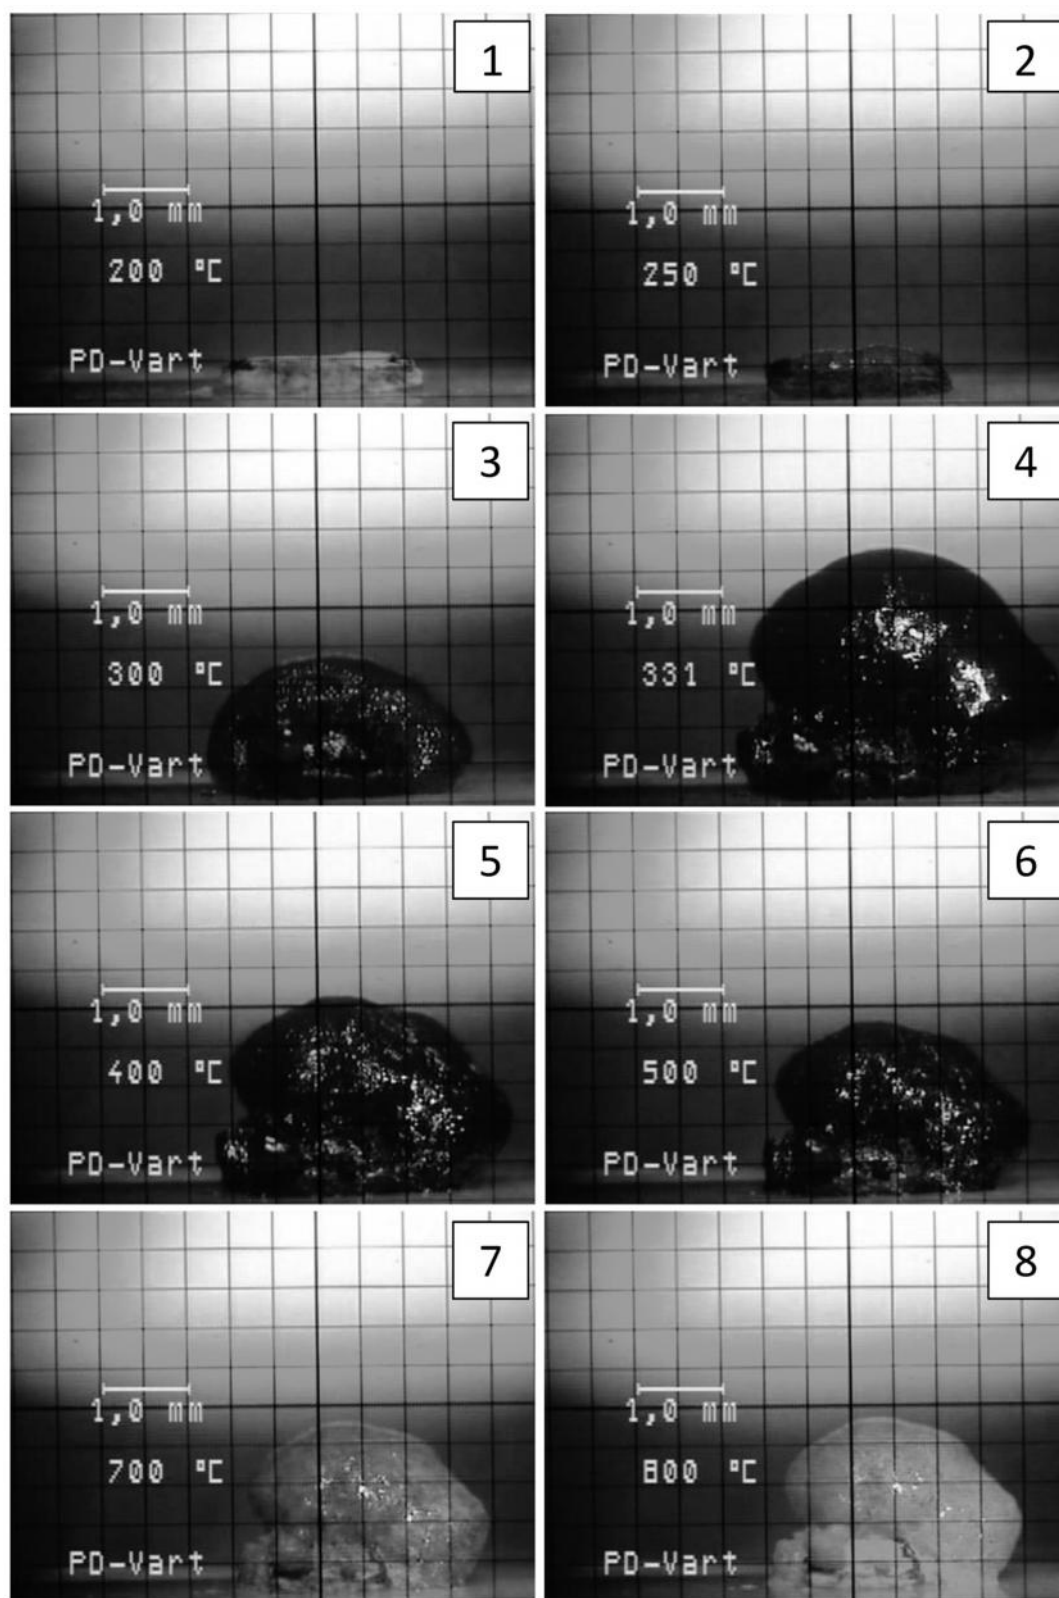 1
1,0 mm
200 °C
PD-Vart
2
1,0 mm
250 °C
PD-Vart
3
1,0 mm
300 °C
PD-Vart
4
1,0 mm
331 °C
PD-Vart
5
1,0 mm
400 °C
PD-Vart
6
1,0 mm
500 °C
PD-Vart
7
1,0 mm
700 °C
PD-Vart
8
1,0 mm
800 °C
PD-Vart